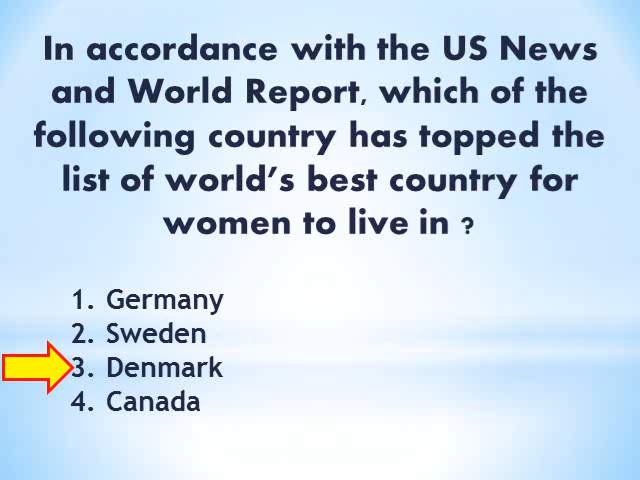 In accordance with the US News
and World Report, which of the
following country has topped the
list of world's best country for
women to live in ?
1. Germany
2. Sweden
3. Denmark
4. Canada